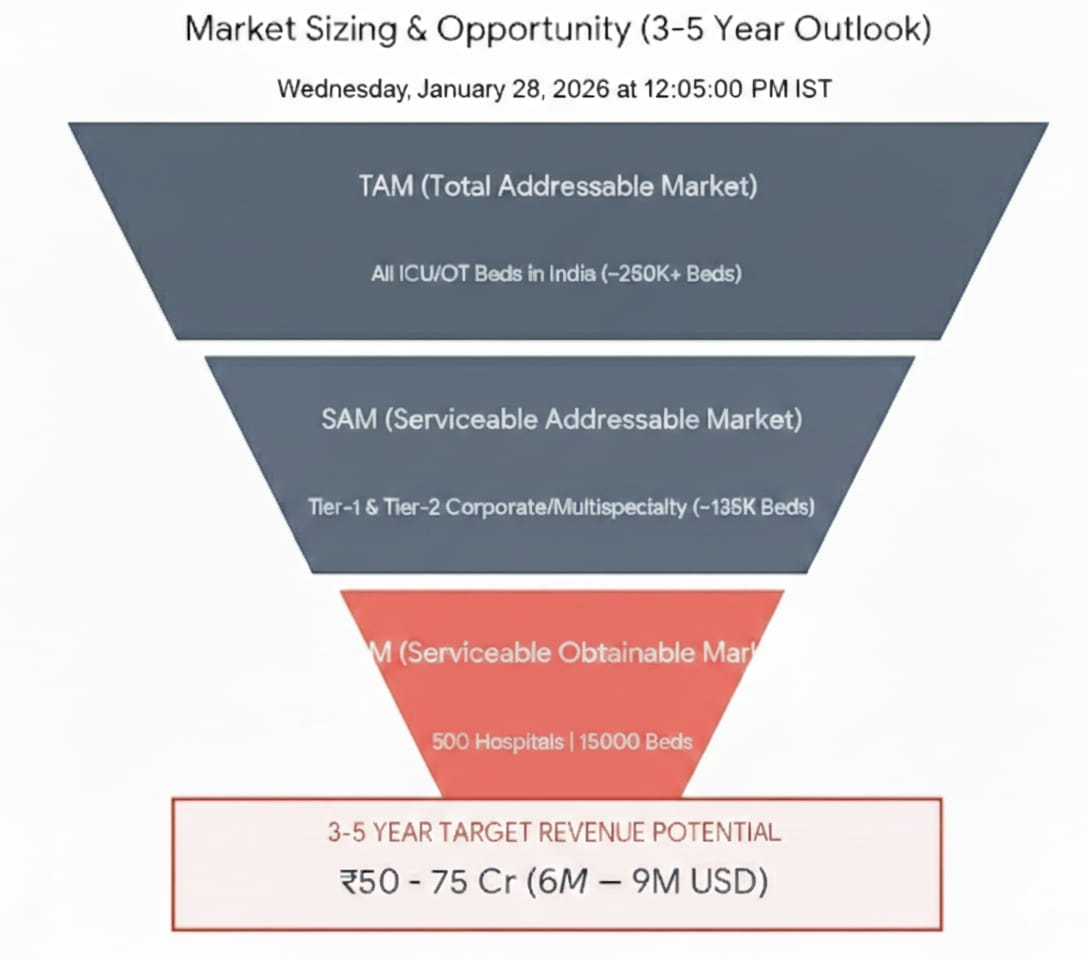 Market Sizing & Opportunity (3-5 Year Outlook)
Wednesday, January 28, 2026 at 12:05:00 PM IST
TAM (Total Addressable Market)
All ICU/OT Beds in India (~250K+ Beds)
SAM (Serviceable Addressable Market)
Tier-1 & Tier-2 Corporate/Multispecialty (~135K Beds)
M (Serviceable Obtainable Mark
500 Hospitals | 15000 Beds
3-5 YEAR TARGET REVENUE POTENTIAL
₹50 - 75 Cr (6M – 9M USD)